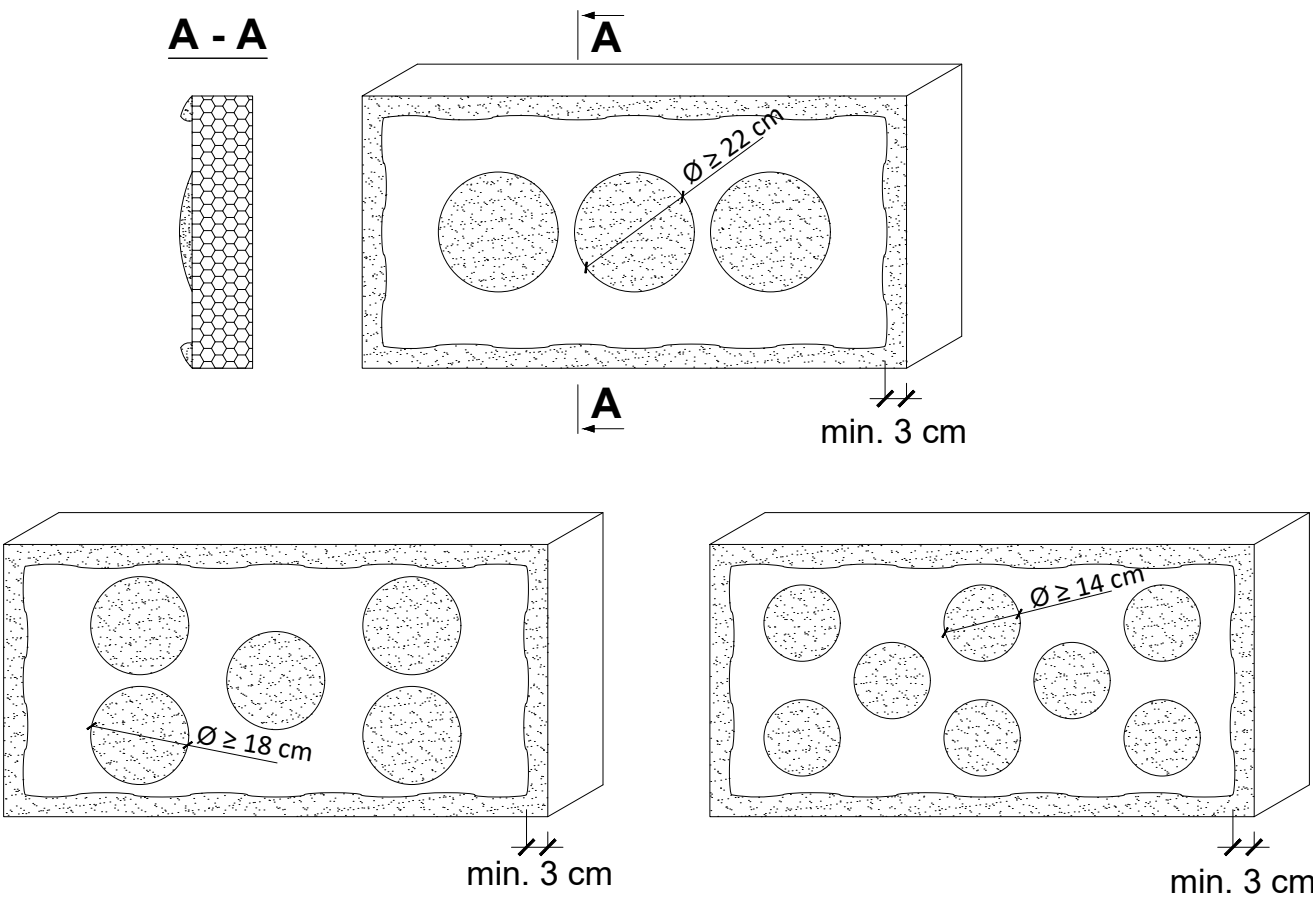 A - A
A
Ø ≥ 22 cm
A
min. 3 cm
Ø ≥ 18 cm
min. 3 cm
Ø ≥ 14 cm
min. 3 cm